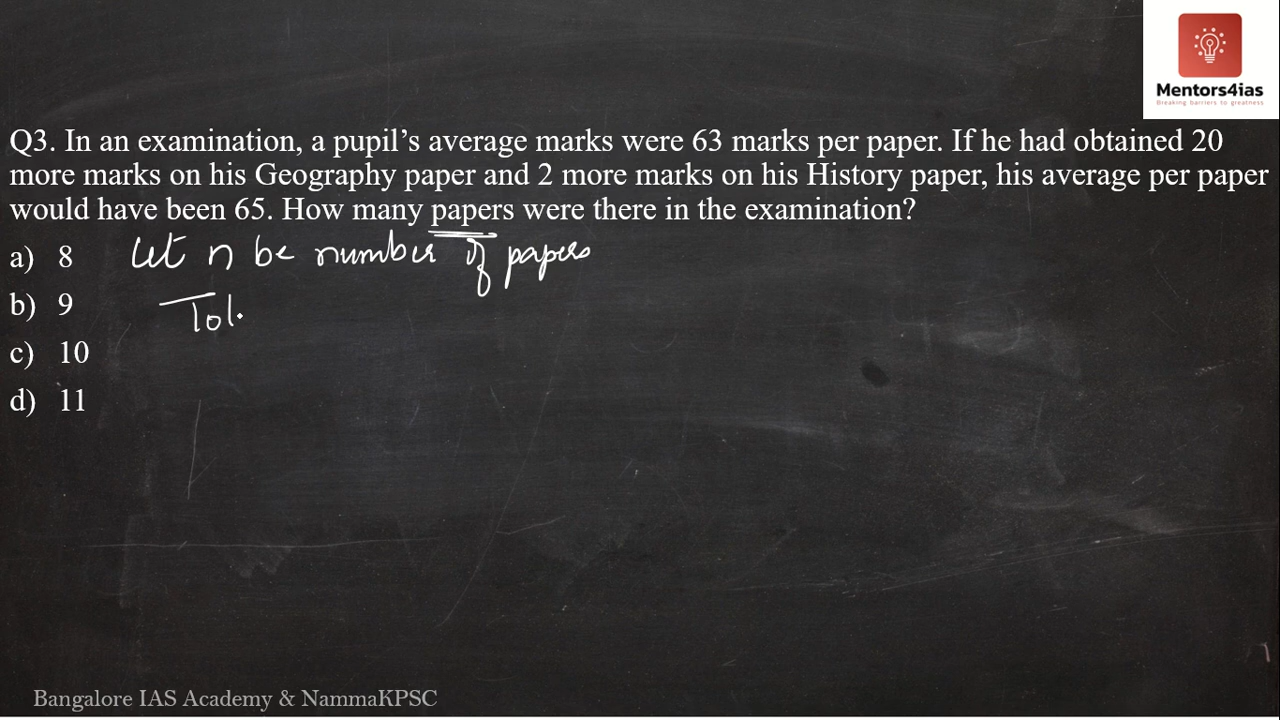 Mentors4ias
Breaking barriers to greatness
Q3. In an examination, a pupil’s average marks were 63 marks per paper. If he had obtained 20
more marks on his Geography paper and 2 more marks on his History paper, his average per paper
would have been 65. How many papers were there in the examination?
a) 8
let n be number of papers
b) 9
Tot
c) 10
d) 11
Bangalore IAS Academy & NammaKPSC